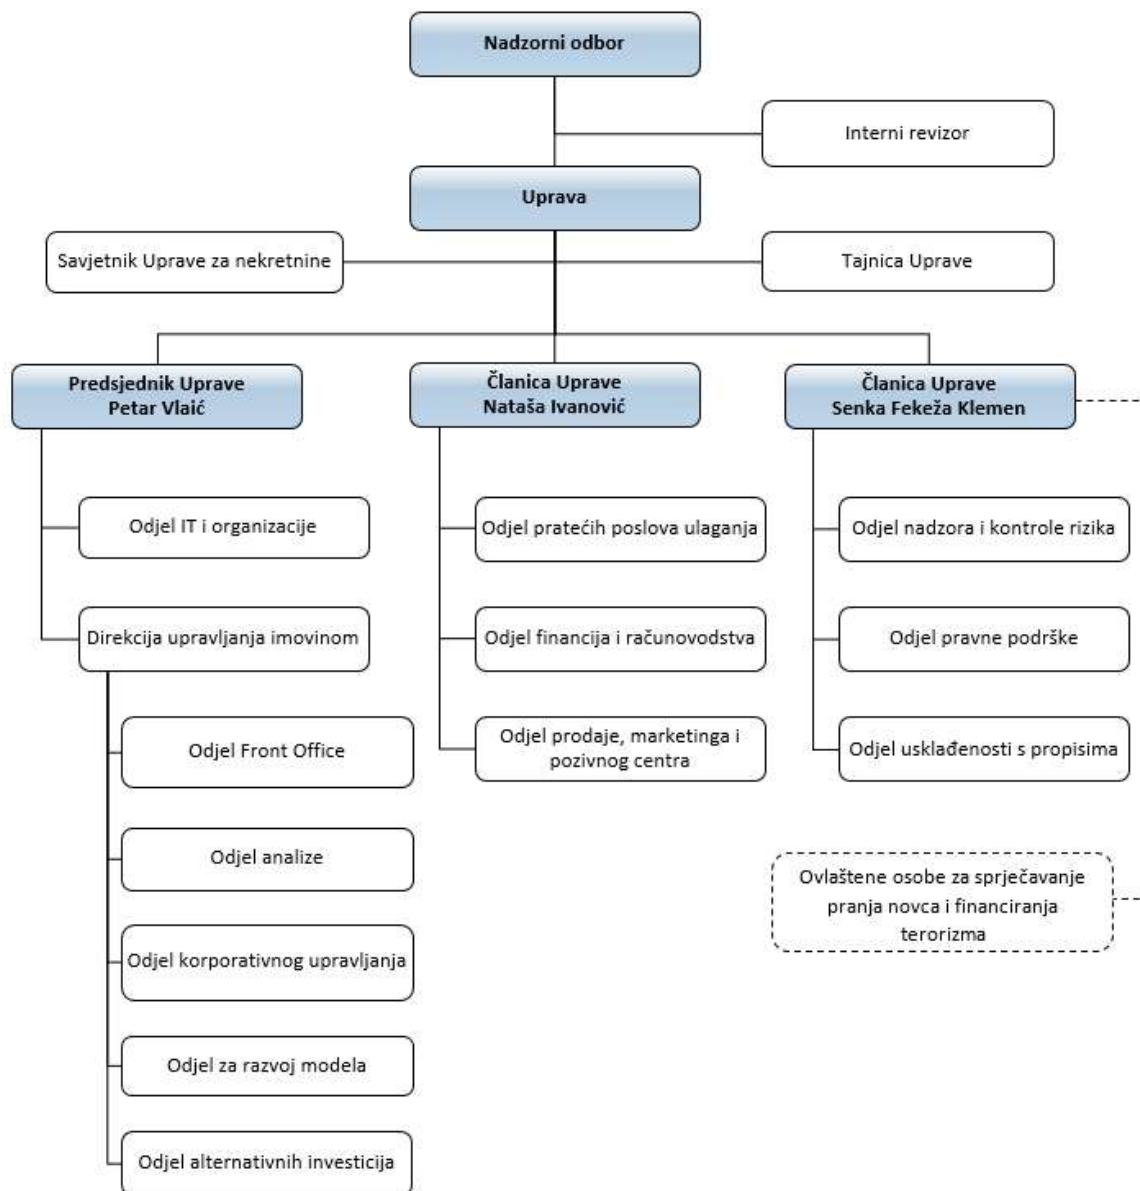 Nadzorni odbor
Interni revizor
Uprava
Savjetnik Uprave za nekretnine
Tajnica Uprave
Predsjednik Uprave
Petar Vlaić
Članica Uprave
Nataša Ivanović
Članica Uprave
Senka Fekeža Klemen
Odjel IT i organizacije
Direkcija upravljanja imovinom
Odjel Front Office
Odjel analize
Odjel korporativnog upravljanja
Odjel za razvoj modela
Odjel alternativnih investicija
Odjel pratećih poslova ulaganja
Odjel financija i računovodstva
Odjel prodaje, marketinga i
pozivnog centra
Odjel nadzora i kontrole rizika
Odjel pravne podrške
Odjel usklađenosti s propisima
Ovlaštene osobe za sprječavanje
pranja novca i financiranja
terorizma